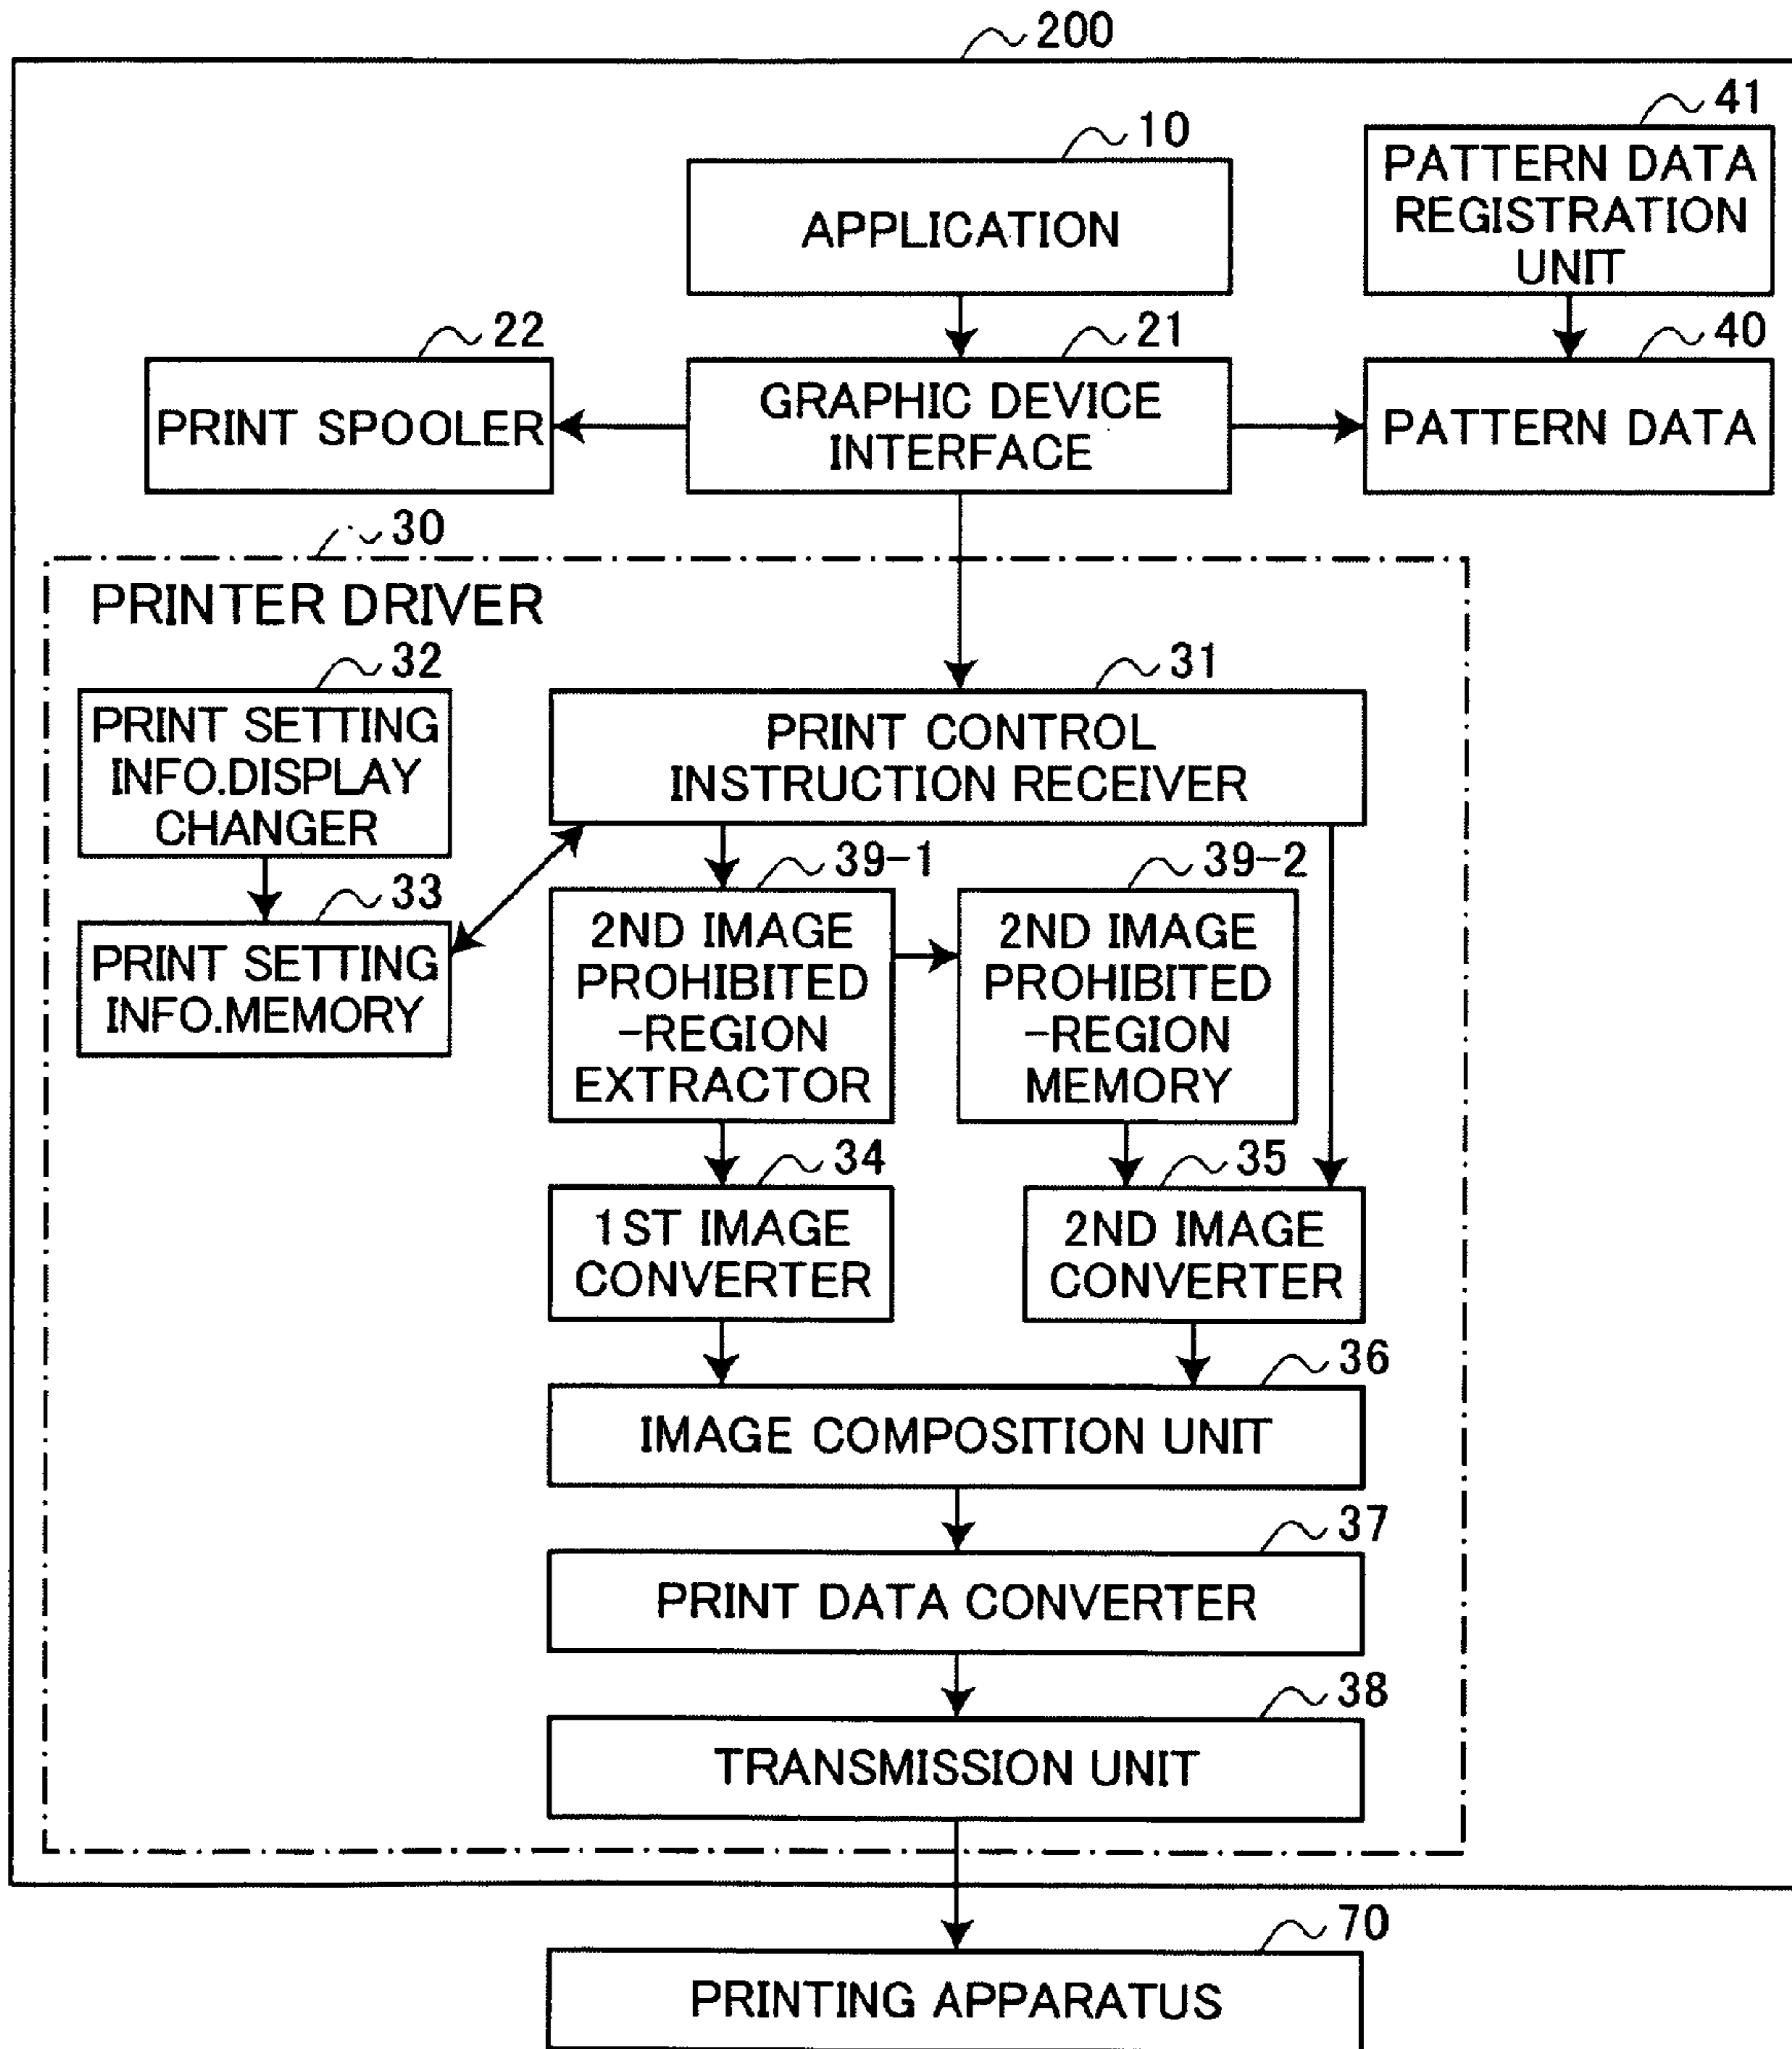 200
10
APPLICATION
41
PATTERN DATA
REGISTRATION
UNIT
22
PRINT SPOOLER
21
GRAPHIC DEVICE
INTERFACE
40
PATTERN DATA
30
PRINTER DRIVER
32
PRINT SETTING
INFO.DISPLAY
CHANGER
31
PRINT CONTROL
INSTRUCTION RECEIVER
33
PRINT SETTING
INFO.MEMORY
39-1
2ND IMAGE
PROHIBITED
-REGION
EXTRACTOR
39-2
2ND IMAGE
PROHIBITED
-REGION
MEMORY
34
1ST IMAGE
CONVERTER
35
2ND IMAGE
CONVERTER
36
IMAGE COMPOSITION UNIT
37
PRINT DATA CONVERTER
38
TRANSMISSION UNIT
70
PRINTING APPARATUS